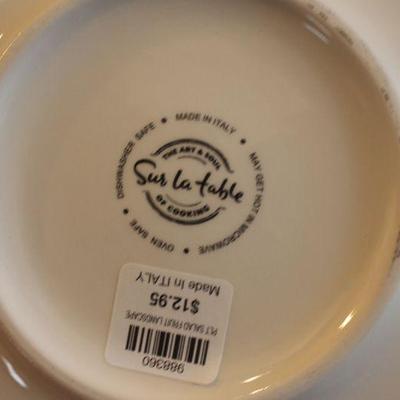 DISHWASHER SAFE • MADE IN ITALY • MAY GET HOT IN MICROWAVE • OVEN SAFE •
THE ART & SOUL
Sur la table
OF COOKING
988360
PLT SALAD FRUIT LANDSCAPE
$12.95
Made In ITALY